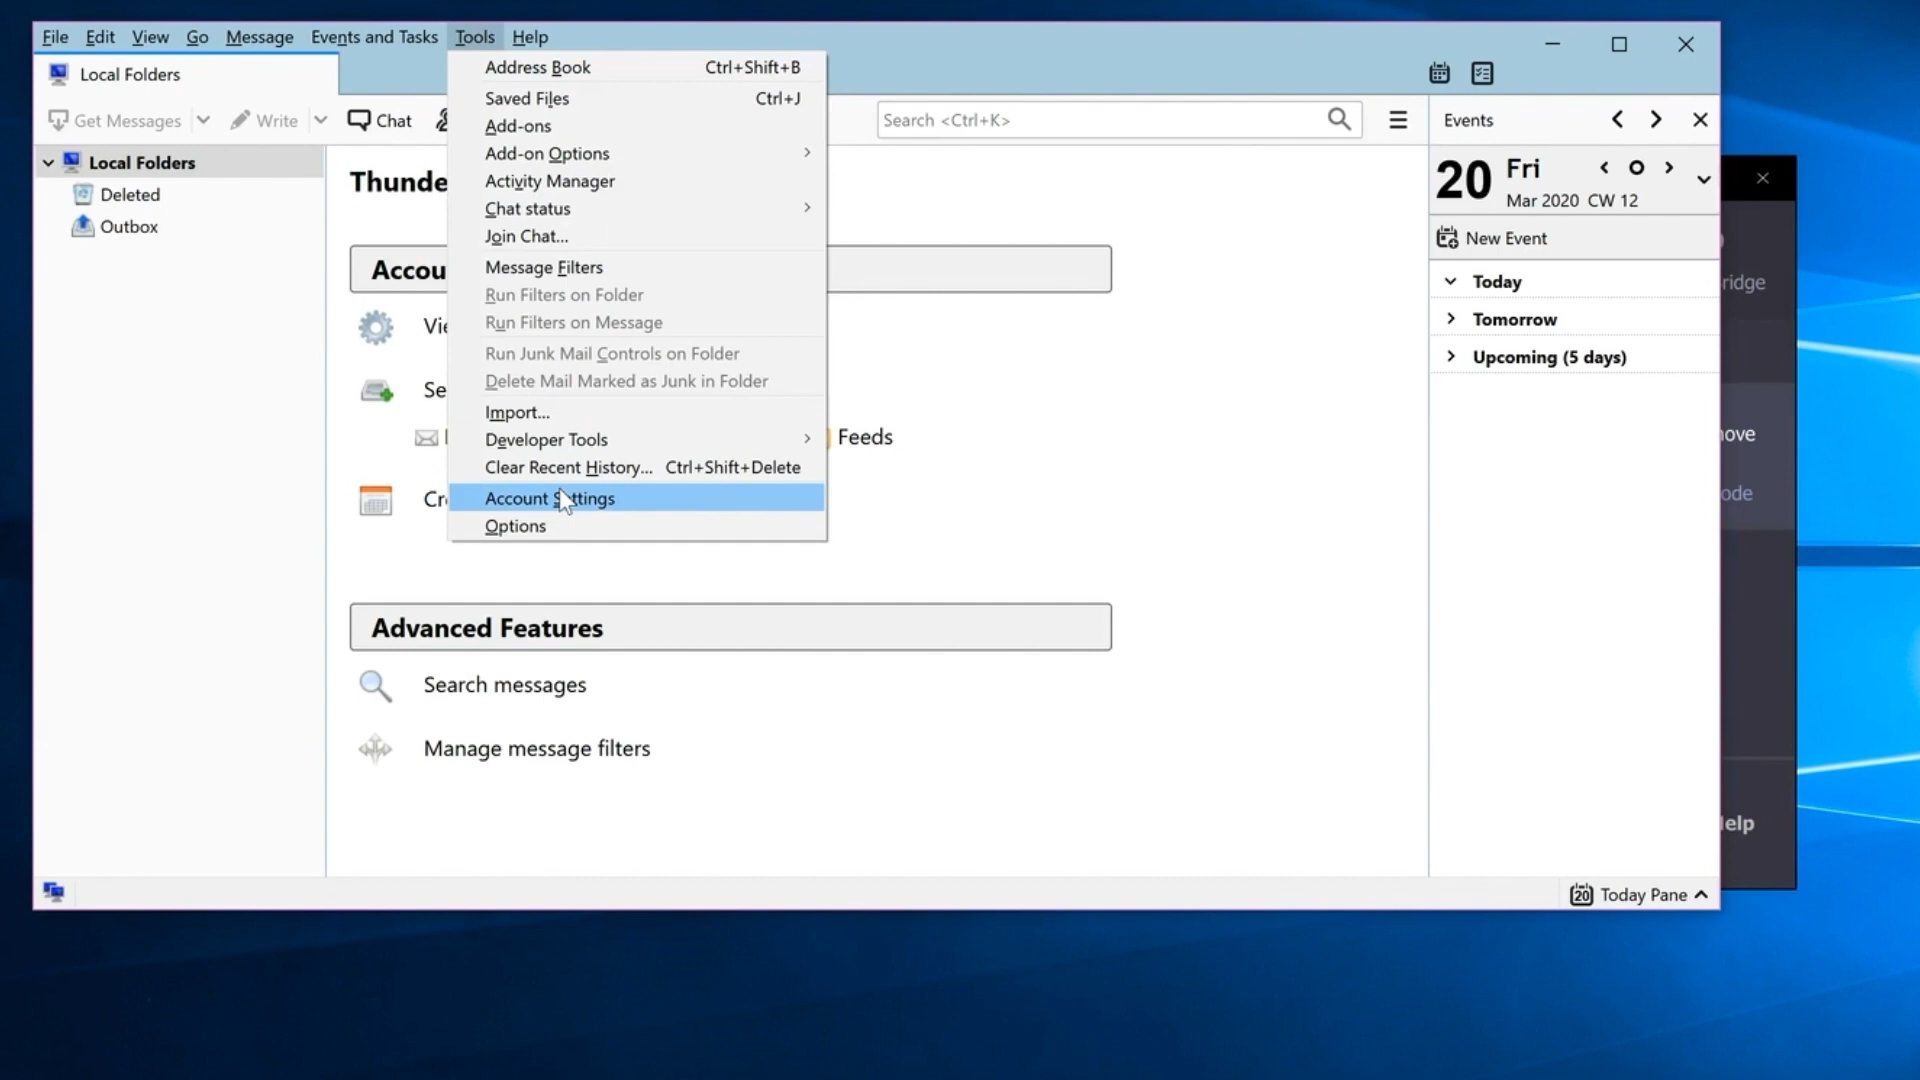 File Edit View Go Message Events and Tasks Tools Help
Local Folders
Get Messages Write Chat
Search <Ctrl+K>
Local Folders
Deleted
Outbox
Thunde
Accou
Vie
Se
Feeds
Cr
Address Book Ctrl+Shift+B
Saved Files Ctrl+J
Add-ons
Add-on Options
Activity Manager
Chat status
Join Chat...
Message Filters
Run Filters on Folder
Run Filters on Message
Run Junk Mail Controls on Folder
Delete Mail Marked as Junk in Folder
Import...
Developer Tools
Clear Recent History... Ctrl+Shift+Delete
Account Settings
Options
Advanced Features
Search messages
Manage message filters
Events
20 Fri
Mar 2020 CW 12
New Event
Today
Tomorrow
Upcoming (5 days)
ridge
ove
ode
elp
20 Today Pane